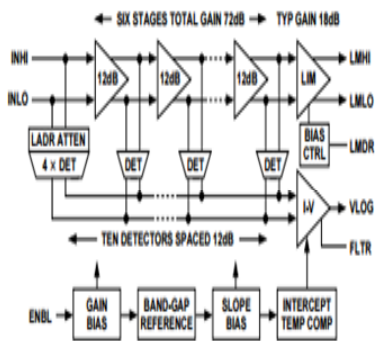 SIX STAGES TOTAL GAIN 72dB TYP GAIN 18dB
INHI
INLO
12dB
12dB
12dB
LIM
LMHI
LMLO
BIAS
CTRL
LMDR
LADR ATTEN
4 × DET
DET
DET
DET
I-V
VLOG
FLTR
TEN DETECTORS SPACED 12dB
ENBL
GAIN
BIAS
BAND-GAP
REFERENCE
SLOPE
BIAS
INTERCEPT
TEMP COMP